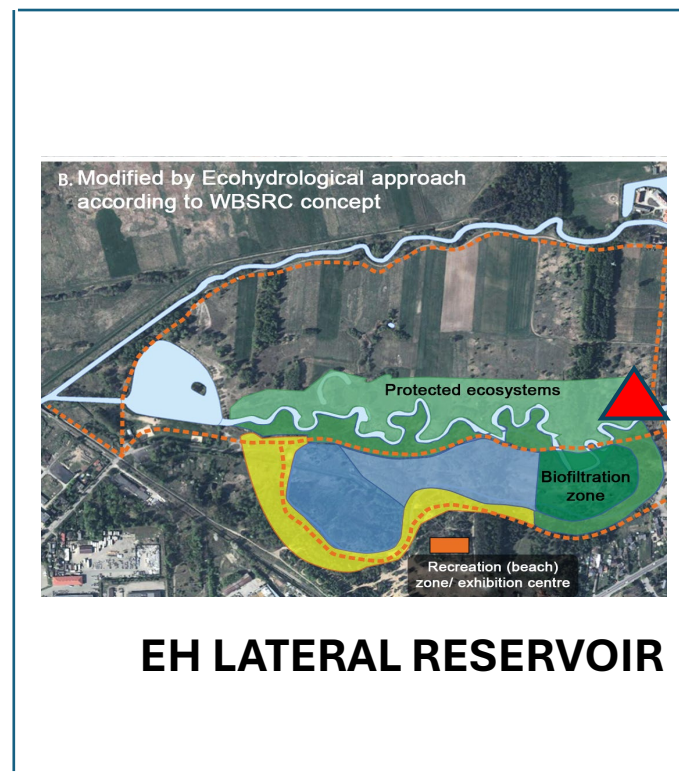 B. Modified by Ecohydrological approach
according to WBSRC concept
Protected ecosystems
Biofiltration
zone
Recreation (beach)
zone/ exhibition centre
EH LATERAL RESERVOIR